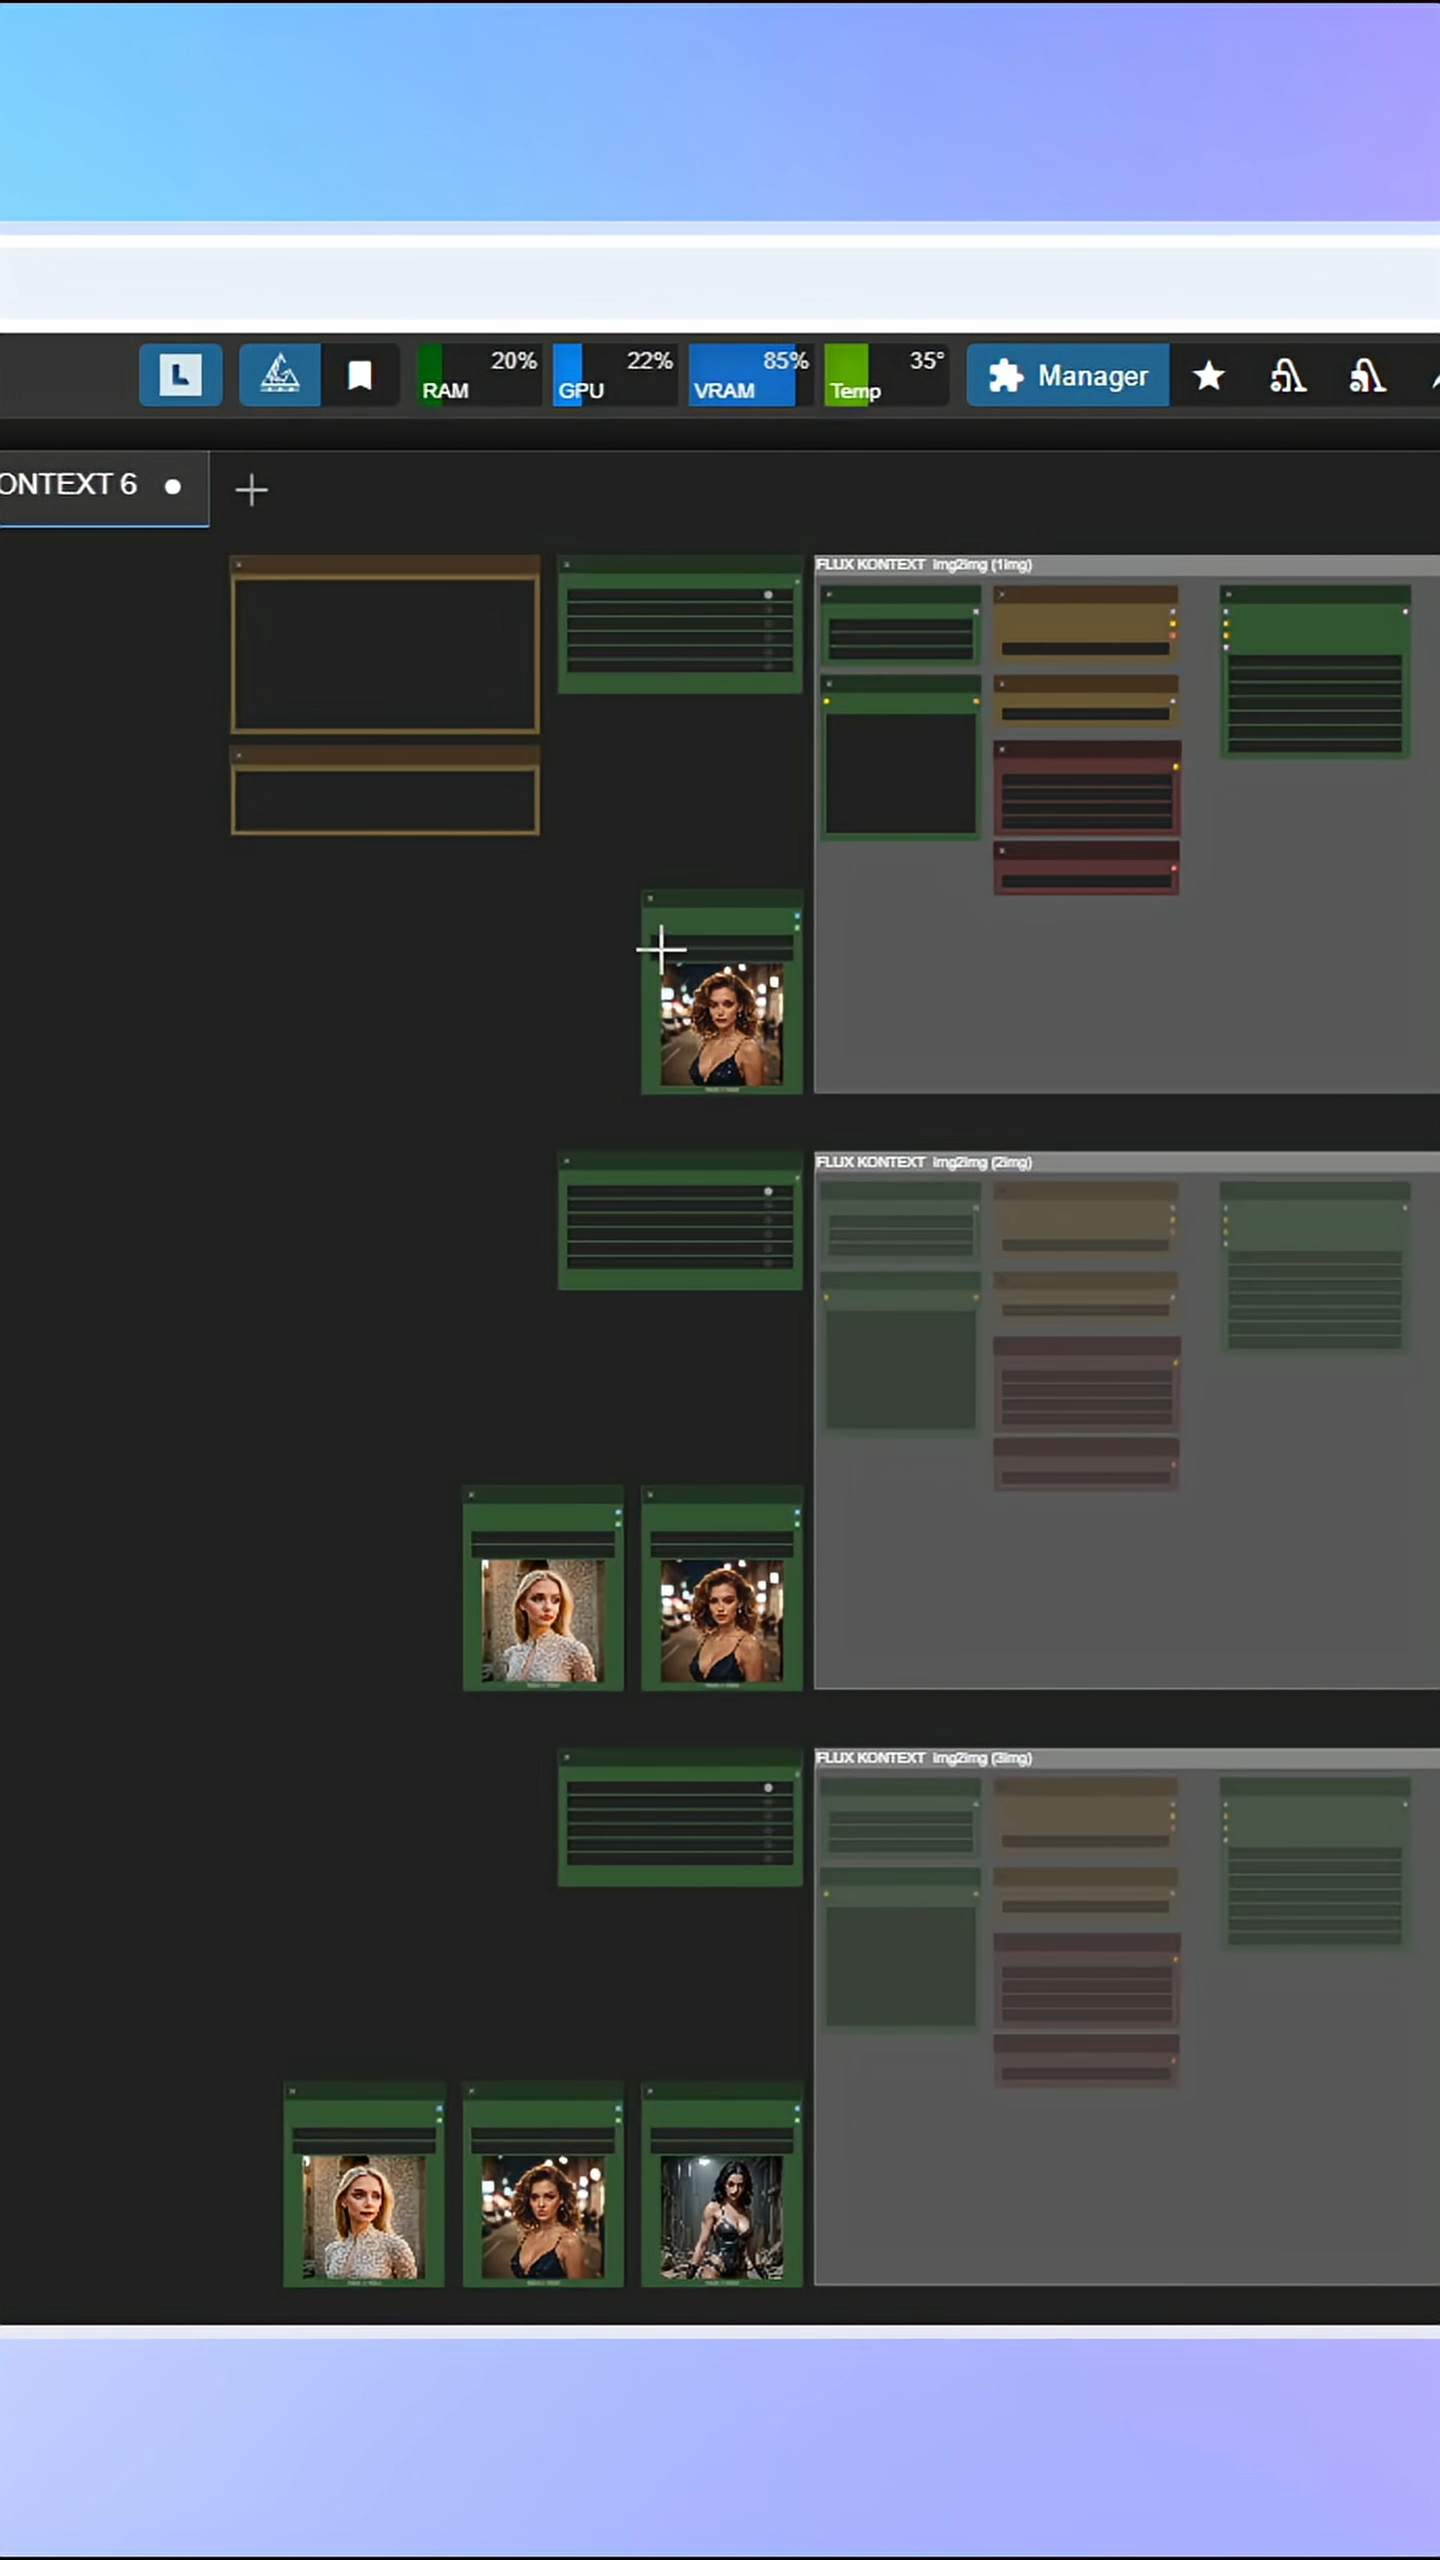 L
20%
RAM
22%
GPU
85%
VRAM
35°
Temp
Manager
ONTEXT 6
FLUX KONTEXT img2img (1img)
FLUX KONTEXT img2img (2img)
FLUX KONTEXT img2img (3img)